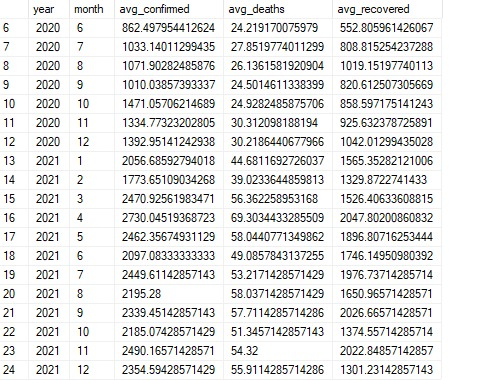 year month avg_confimed avg_deaths avg_recovered
6 2020 6 862.497954412624 24.219170075979 552.805961426067
7 2020 7 1033.14011299435 27.8519774011299 808.815254237288
8 2020 8 1071.90282485876 26.1361581920904 1019.15197740113
9 2020 9 1010.03857393337 24.5014611338399 820.612507305669
10 2020 10 1471.05706214689 24.9282485875706 858.597175141243
11 2020 11 1334.77323202805 30.312098188194 925.632378725891
12 2020 12 1392.95141242938 30.2186440677966 1042.01299435028
13 2021 1 2056.68592794018 44.6811692726037 1565.35282121006
14 2021 2 1773.65109034268 39.0233644859813 1329.8722741433
15 2021 3 2470.92561983471 56.362258953168 1526.40633608815
16 2021 4 2730.04519368723 69.3034433285509 2047.80200860832
17 2021 5 2462.35674931129 58.0440771349862 1896.80716253444
18 2021 6 2097.08333333333 49.0857843137255 1746.14950980392
19 2021 7 2449.61142857143 53.2171428571429 1976.73714285714
20 2021 8 2195.28 58.0371428571429 1650.96571428571
21 2021 9 2339.45142857143 57.7114285714286 2026.66571428571
22 2021 10 2185.07428571429 51.3457142857143 1374.55714285714
23 2021 11 2490.16571428571 54.32 2022.84857142857
24 2021 12 2354.59428571429 55.9114285714286 1301.23142857143